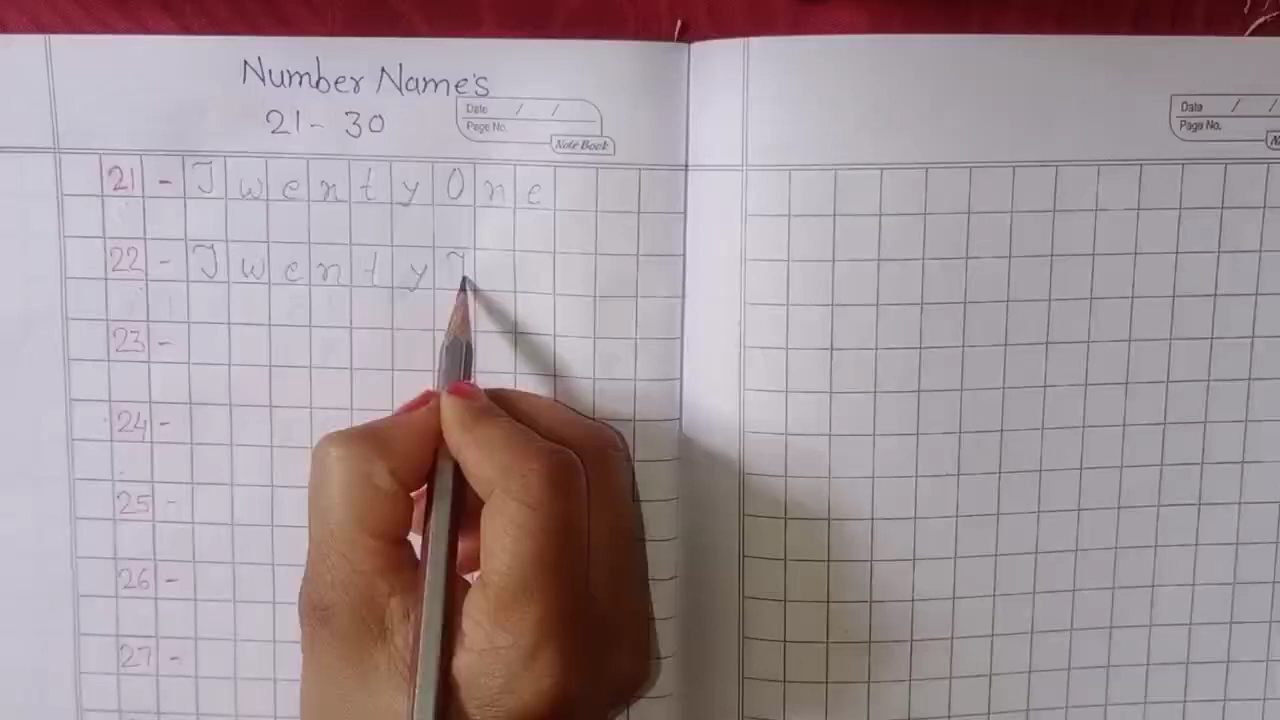 Number Name's
21 - 30
Date / /
Page No.
Note Book
21 - Twenty One
22 - Twenty T
23 -
24 -
25 -
26 -
27 -
Date / /
Page No.